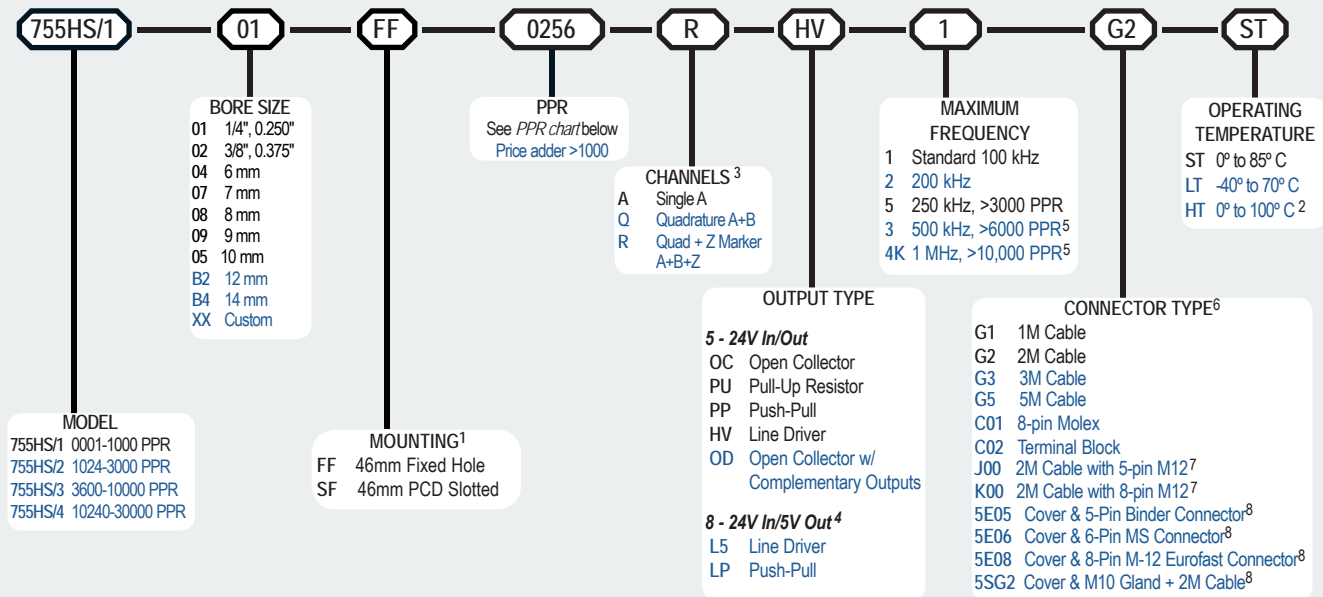 755HS/1 01 FF 0256 R HV 1 G2 ST
BORE SIZE
01 1/4", 0.250"
02 3/8", 0.375"
04 6 mm
07 7 mm
08 8 mm
09 9 mm
05 10 mm
B2 12 mm
B4 14 mm
XX Custom
PPR
See PPR chart below
Price adder >1000
CHANNELS 3
A Single A
Q Quadrature A+B
R Quad + Z Marker
A+B+Z
MAXIMUM
FREQUENCY
1 Standard 100 kHz
2 200 kHz
5 250 kHz, >3000 PPR
3 500 kHz, >6000 PPR5
4K 1 MHz, >10,000 PPR5
OPERATING
TEMPERATURE
ST 0º to 85º C
LT -40º to 70º C
HT 0º to 100º C 2
MODEL
755HS/1 0001-1000 PPR
755HS/2 1024-3000 PPR
755HS/3 3600-10000 PPR
755HS/4 10240-30000 PPR
MOUNTING1
FF 46mm Fixed Hole
SF 46mm PCD Slotted
OUTPUT TYPE
5 - 24V In/Out
OC Open Collector
PU Pull-Up Resistor
PP Push-Pull
HV Line Driver
OD Open Collector w/
Complementary Outputs
8 - 24V In/5V Out4
L5 Line Driver
LP Push-Pull
CONNECTOR TYPE6
G1 1M Cable
G2 2M Cable
G3 3M Cable
G5 5M Cable
C01 8-pin Molex
C02 Terminal Block
J00 2M Cable with 5-pin M127
K00 2M Cable with 8-pin M127
5E05 Cover & 5-Pin Binder Connector8
5E06 Cover & 6-Pin MS Connector8
5E08 Cover & 8-Pin M-12 Eurofast Connector8
5SG2 Cover & M10 Gland + 2M Cable8